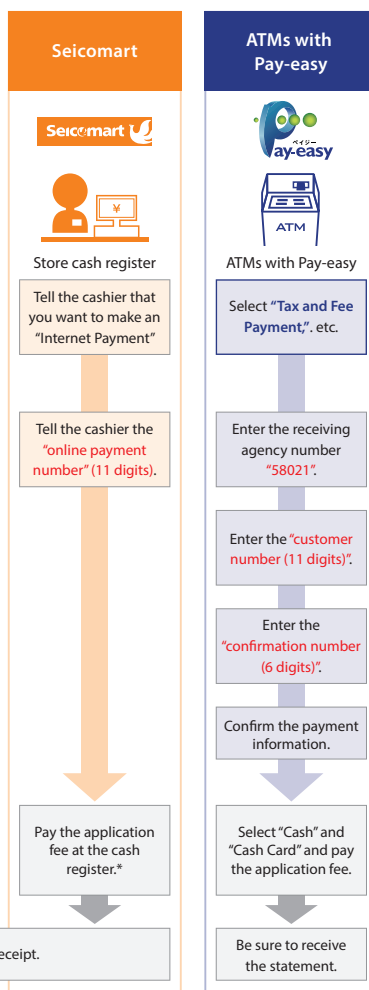 Seicomart
Seicomart
¥
Store cash register
Tell the cashier that
you want to make an
“Internet Payment”
Tell the cashier the
“online payment
number” (11 digits).
Pay the application
fee at the cash
register.*
eceipt.
ATMs with
Pay-easy
ペイジー
Pay-easy
ATM
ATMs with Pay-easy
Select “Tax and Fee
Payment,”. etc.
Enter the receiving
agency number
“58021”.
Enter the “customer
number (11 digits)”.
Enter the
“confirmation number
(6 digits)”.
Confirm the payment
information.
Select “Cash” and
“Cash Card” and pay
the application fee.
Be sure to receive
the statement.